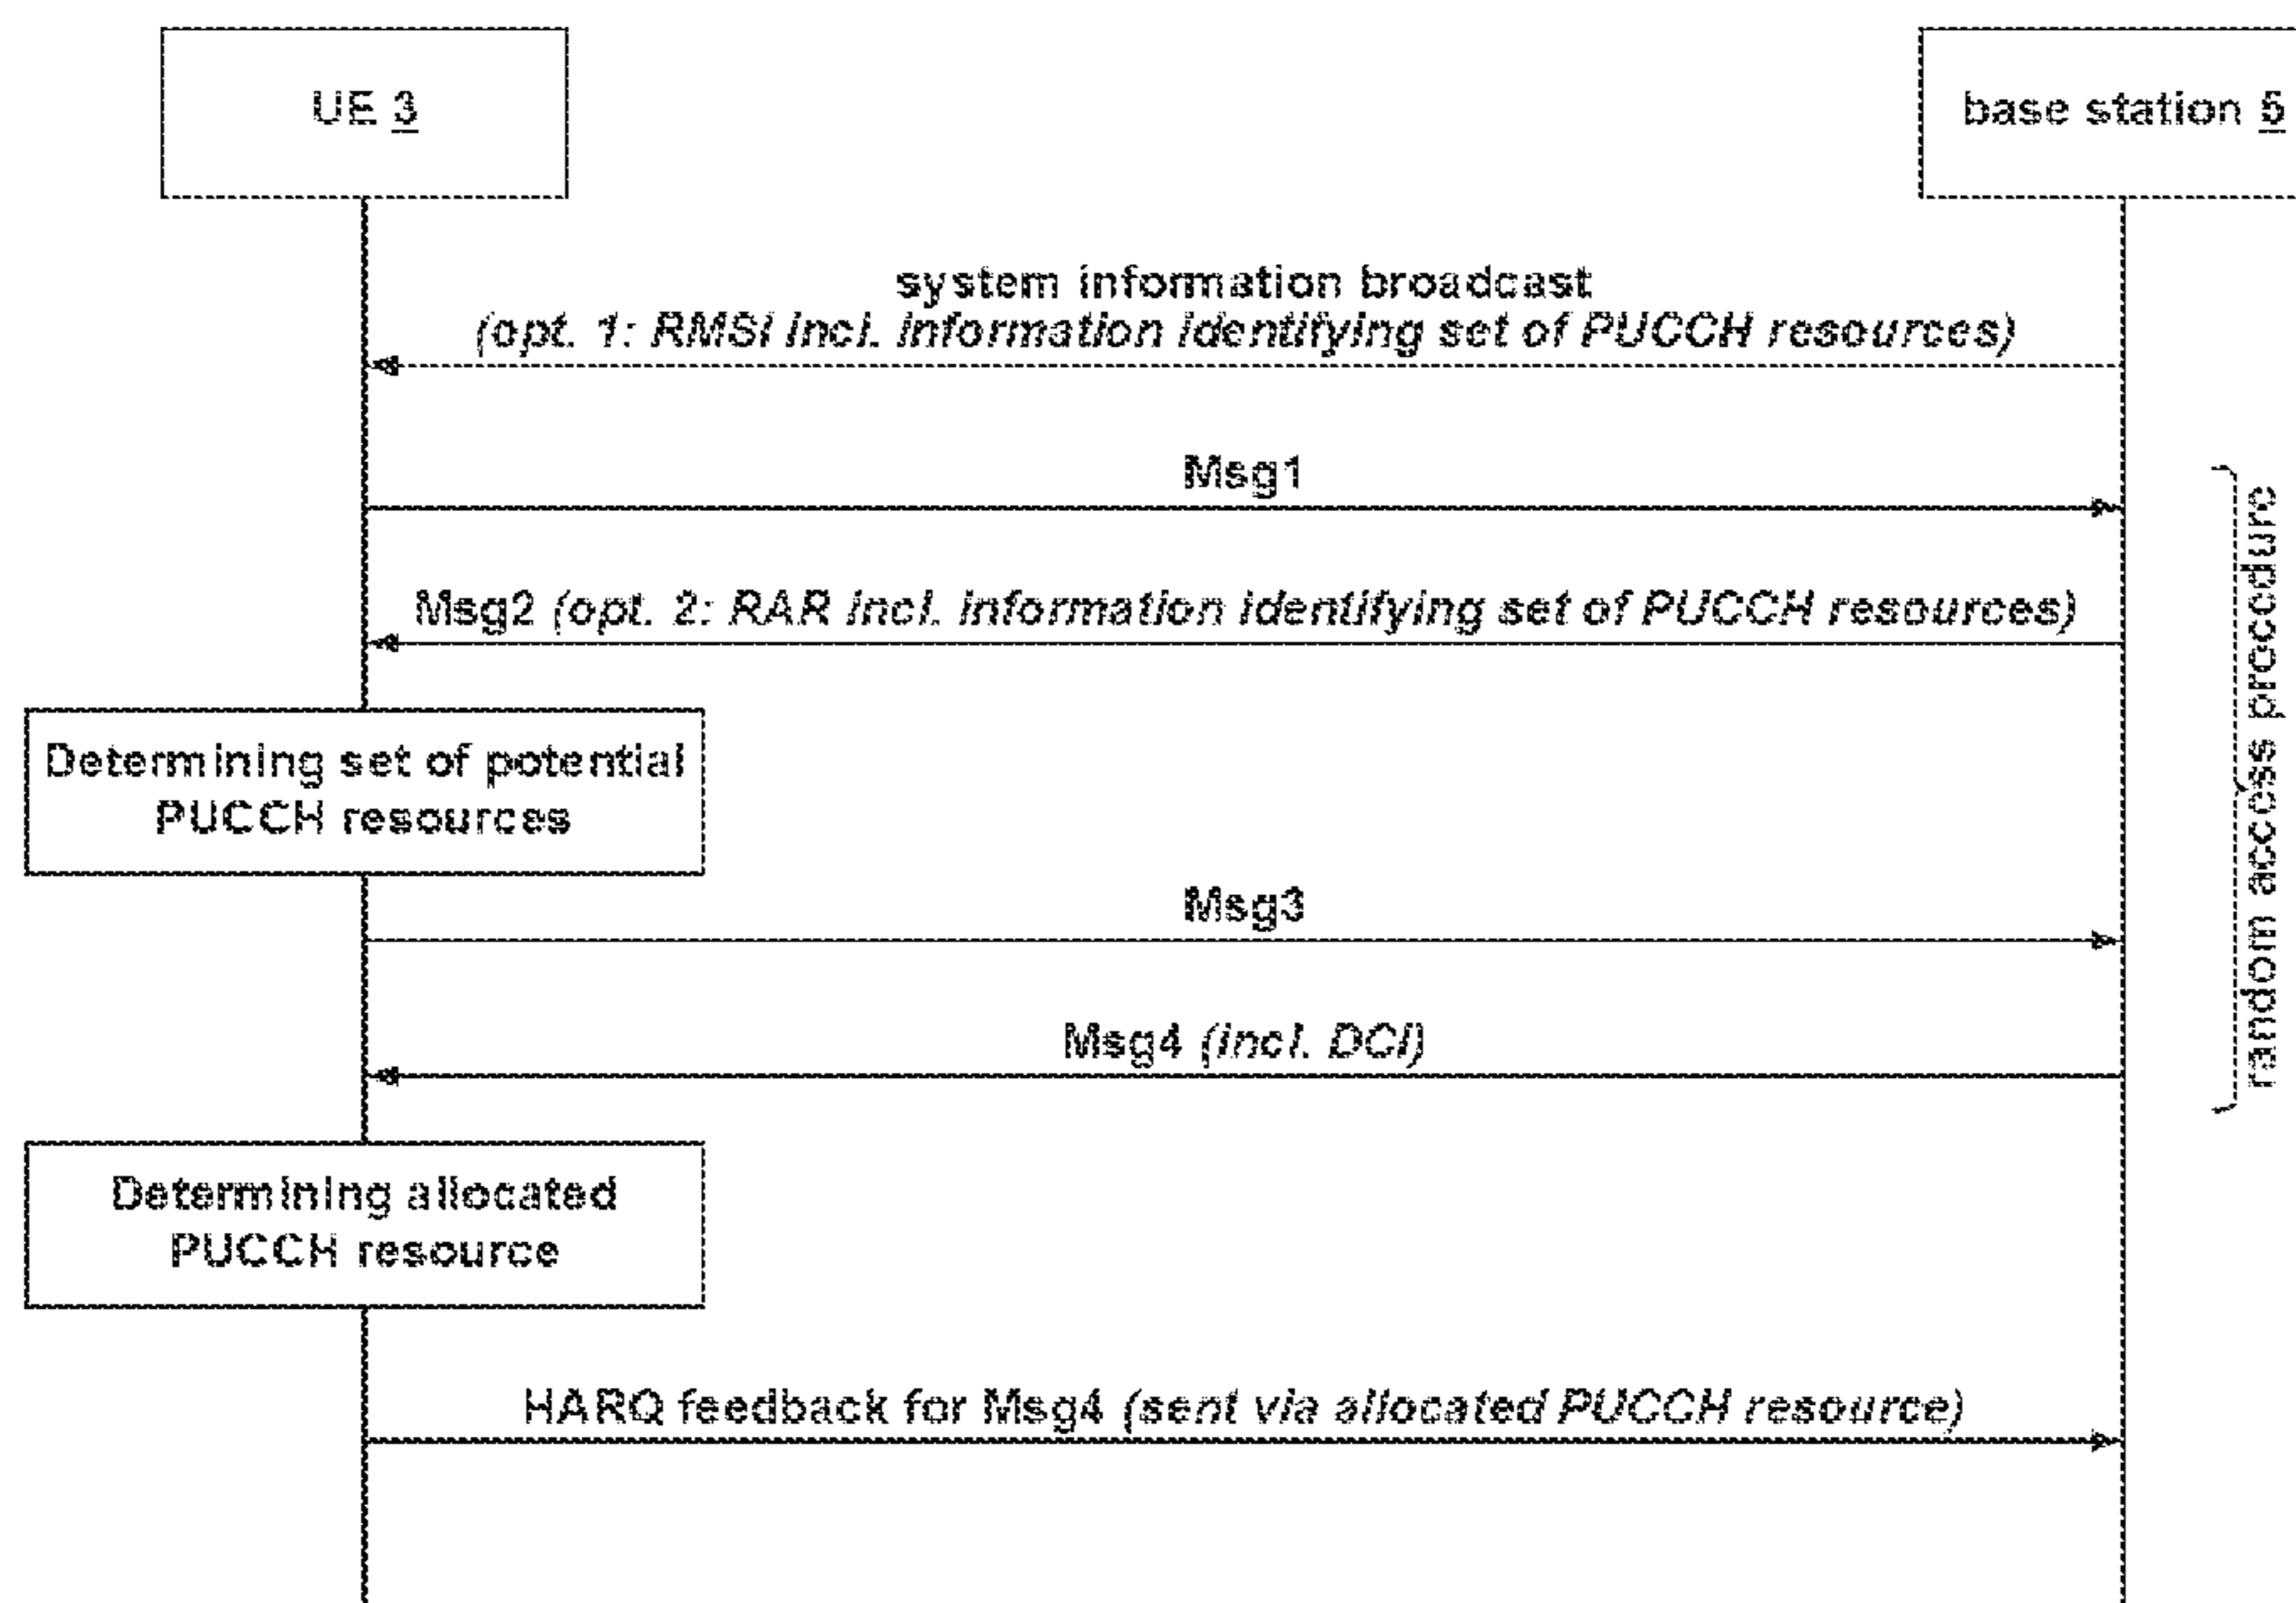 UE 3
base station 5
system information broadcast
(opt. 1: RMSI incl. information identifying set of PUCCH resources)
Msg1
Msg2 (opt. 2: RAR incl. information identifying set of PUCCH resources)
Determining set of potential
PUCCH resources
Msg3
Msg4 (incl. DCI)
random access procedure
Determining allocated
PUCCH resource
HARQ feedback for Msg4 (sent via allocated PUCCH resource)